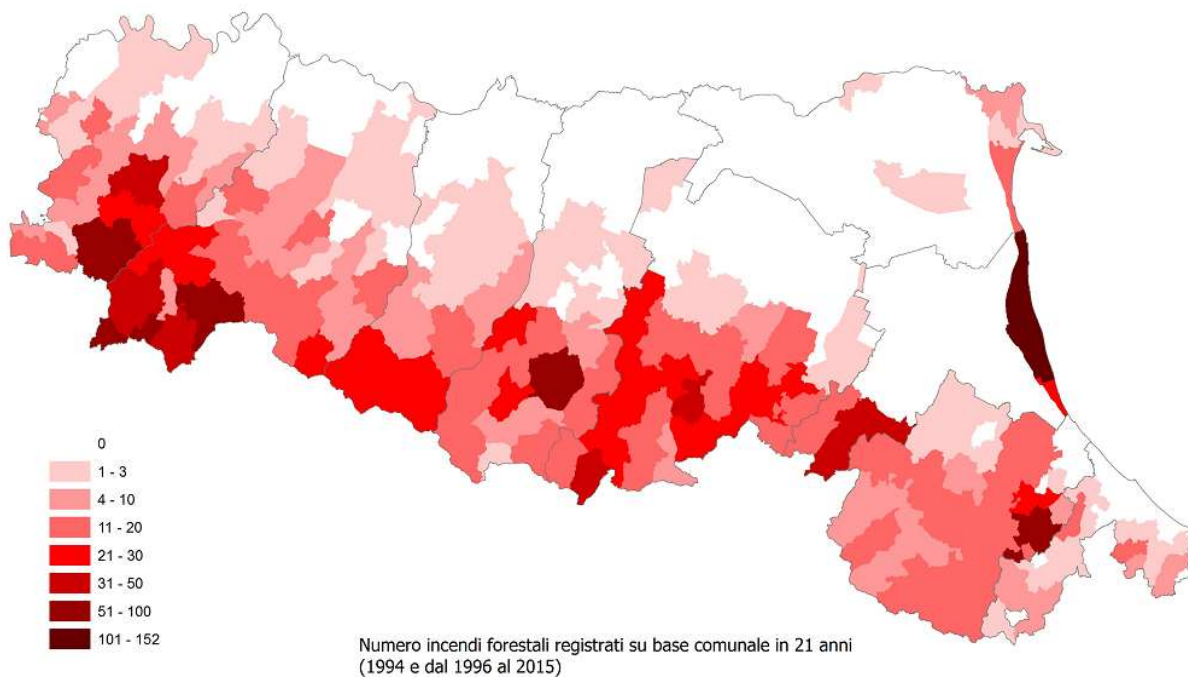 0
1 - 3
4 - 10
11 - 20
21 - 30
31 - 50
51 - 100
101 - 152
Numero incendi forestali registrati su base comunale in 21 anni
(1994 e dal 1996 al 2015)